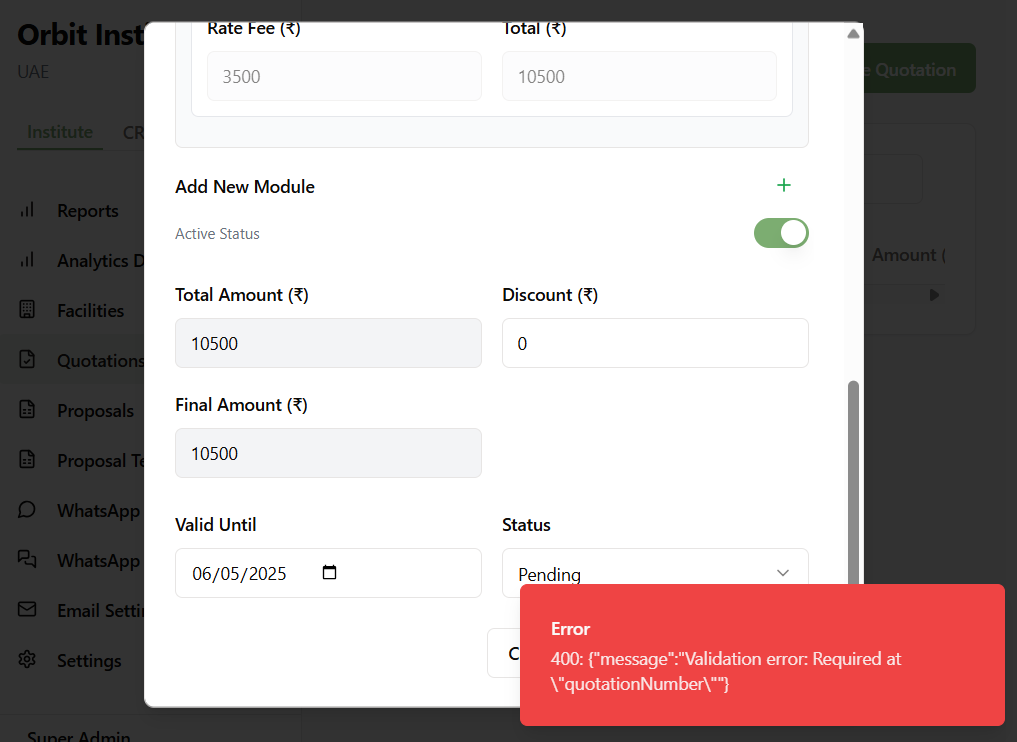 Orbit Inst
UAE
Institute CR
Reports
Analytics D
Facilities
Quotations
Proposals
Proposal Te
WhatsApp
WhatsApp
Email Setti
Settings
Super Admin
e Quotation
Amount (
Rate Fee (₹) Total (₹)
3500 10500
Add New Module
Active Status
Total Amount (₹) Discount (₹)
10500 0
Final Amount (₹)
10500
Valid Until Status
06/05/2025 Pending
C
Error
400: {"message":"Validation error: Required at
\"quotationNumber\""}